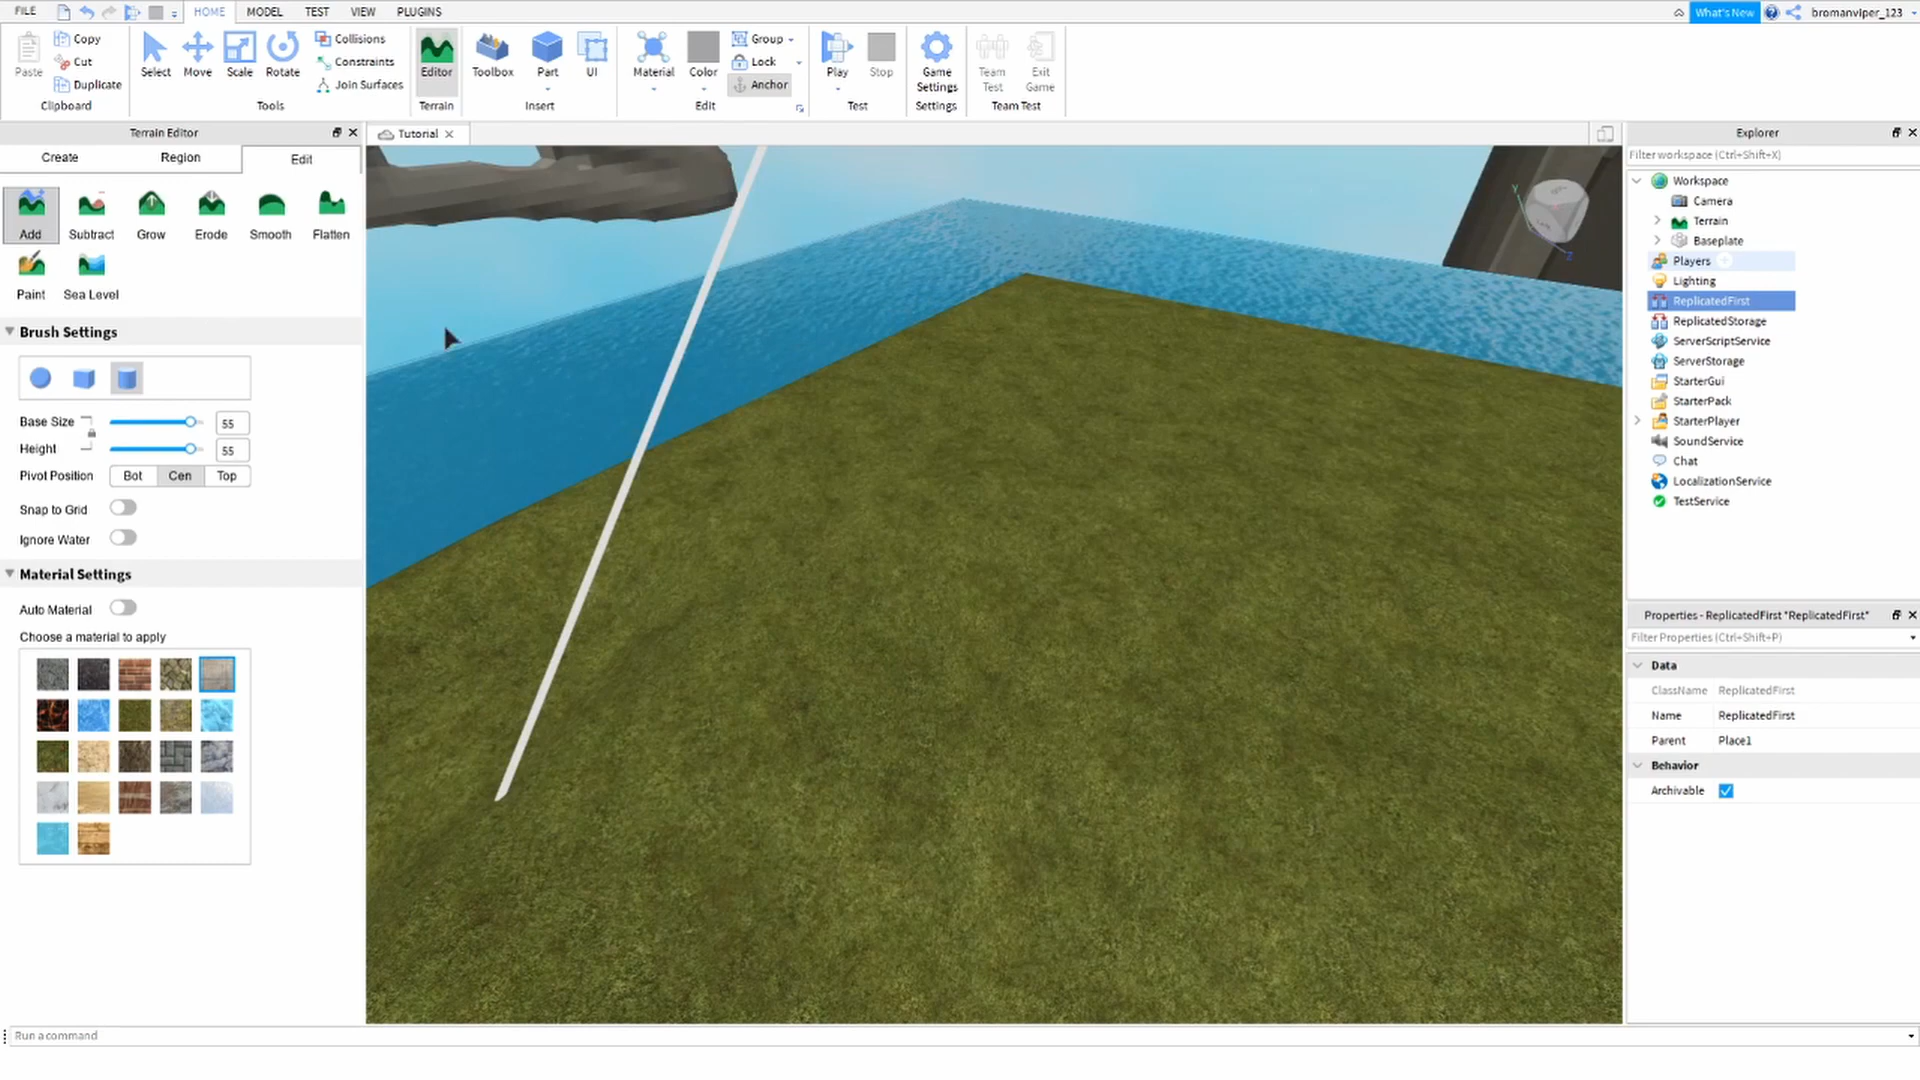 FILE HOME MODEL TEST VIEW PLUGINS What's New bromanviper_123
Paste Copy Cut Duplicate Clipboard
Select Move Scale Rotate Collisions Constraints Join Surfaces Tools
Editor Terrain
Toolbox Part UI Insert
Material Color Group Lock Anchor Edit
Play Stop Test
Game Settings Settings
Team Test Exit Game Team Test
Terrain Editor
Create Region Edit
Add Subtract Grow Erode Smooth Flatten
Paint Sea Level
Brush Settings
Base Size 55
Height 55
Pivot Position Bot Cen Top
Snap to Grid
Ignore Water
Material Settings
Auto Material
Choose a material to apply
Tutorial
Y
Z
Explorer
Filter workspace (Ctrl+Shift+X)
Workspace
Camera
Terrain
Baseplate
Players
Lighting
ReplicatedFirst
ReplicatedStorage
ServerScriptService
ServerStorage
StarterGui
StarterPack
StarterPlayer
SoundService
Chat
LocalizationService
TestService
Properties - ReplicatedFirst "ReplicatedFirst"
Filter Properties (Ctrl+Shift+P)
Data
ClassName ReplicatedFirst
Name ReplicatedFirst
Parent Place1
Behavior
Archivable
Run a command